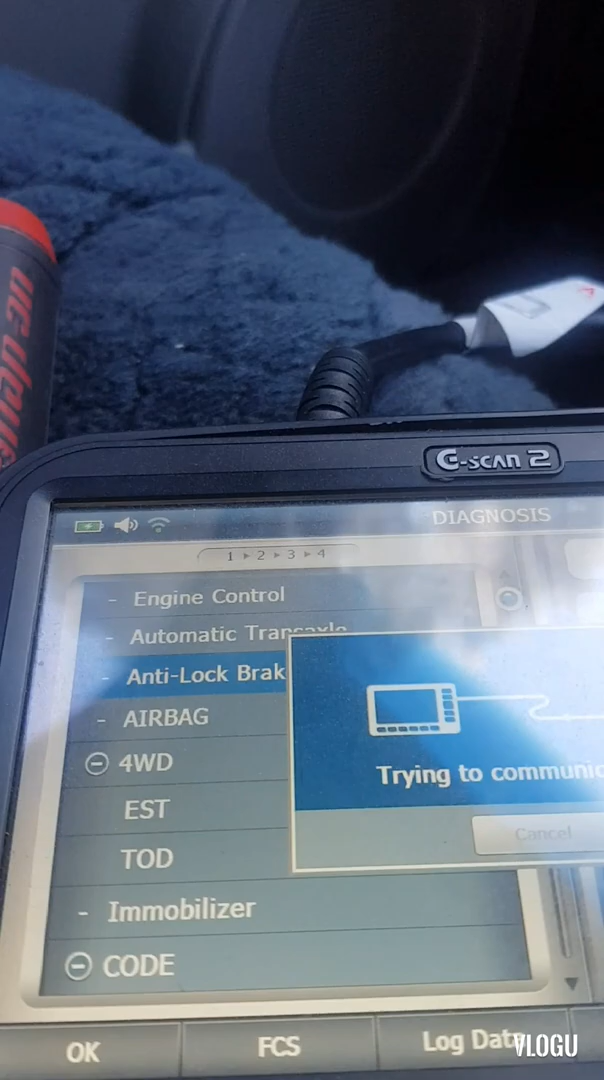 G-SCAN 2
DIAGNOSIS
1 ▸ 2 ▸ 3 ▸ 4
- Engine Control
- Automatic Transaxle
- Anti-Lock Brak
- AIRBAG
4WD
EST
TOD
- Immobilizer
CODE
Trying to communic
Cancel
OK
FCS
Log Data
VLOGU